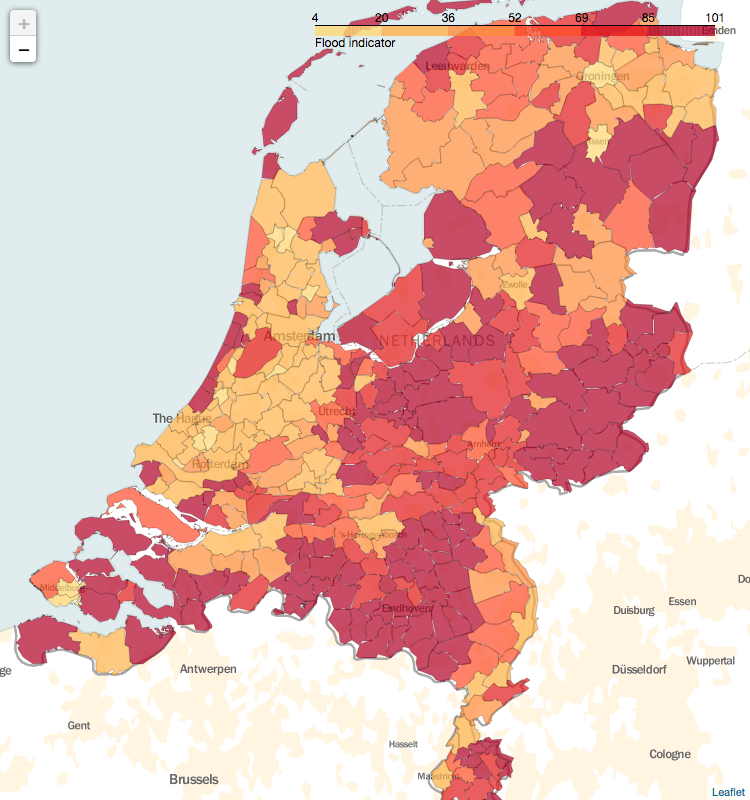 +
−
4 20 36 52 69 85 101
Flood indicator
Emden
Leeuwarden
Groningen
Assen
Zwolle
Amsterdam
NETHERLANDS
The Hague
Utrecht
Rotterdam
Arnhem
's Hertogenbosch
Middelburg
Eindhoven
Do
Essen
Duisburg
ge
Antwerpen
Düsseldorf
Wuppertal
Gent
Hasselt
Cologne
Maastricht
Brussels
Leaflet